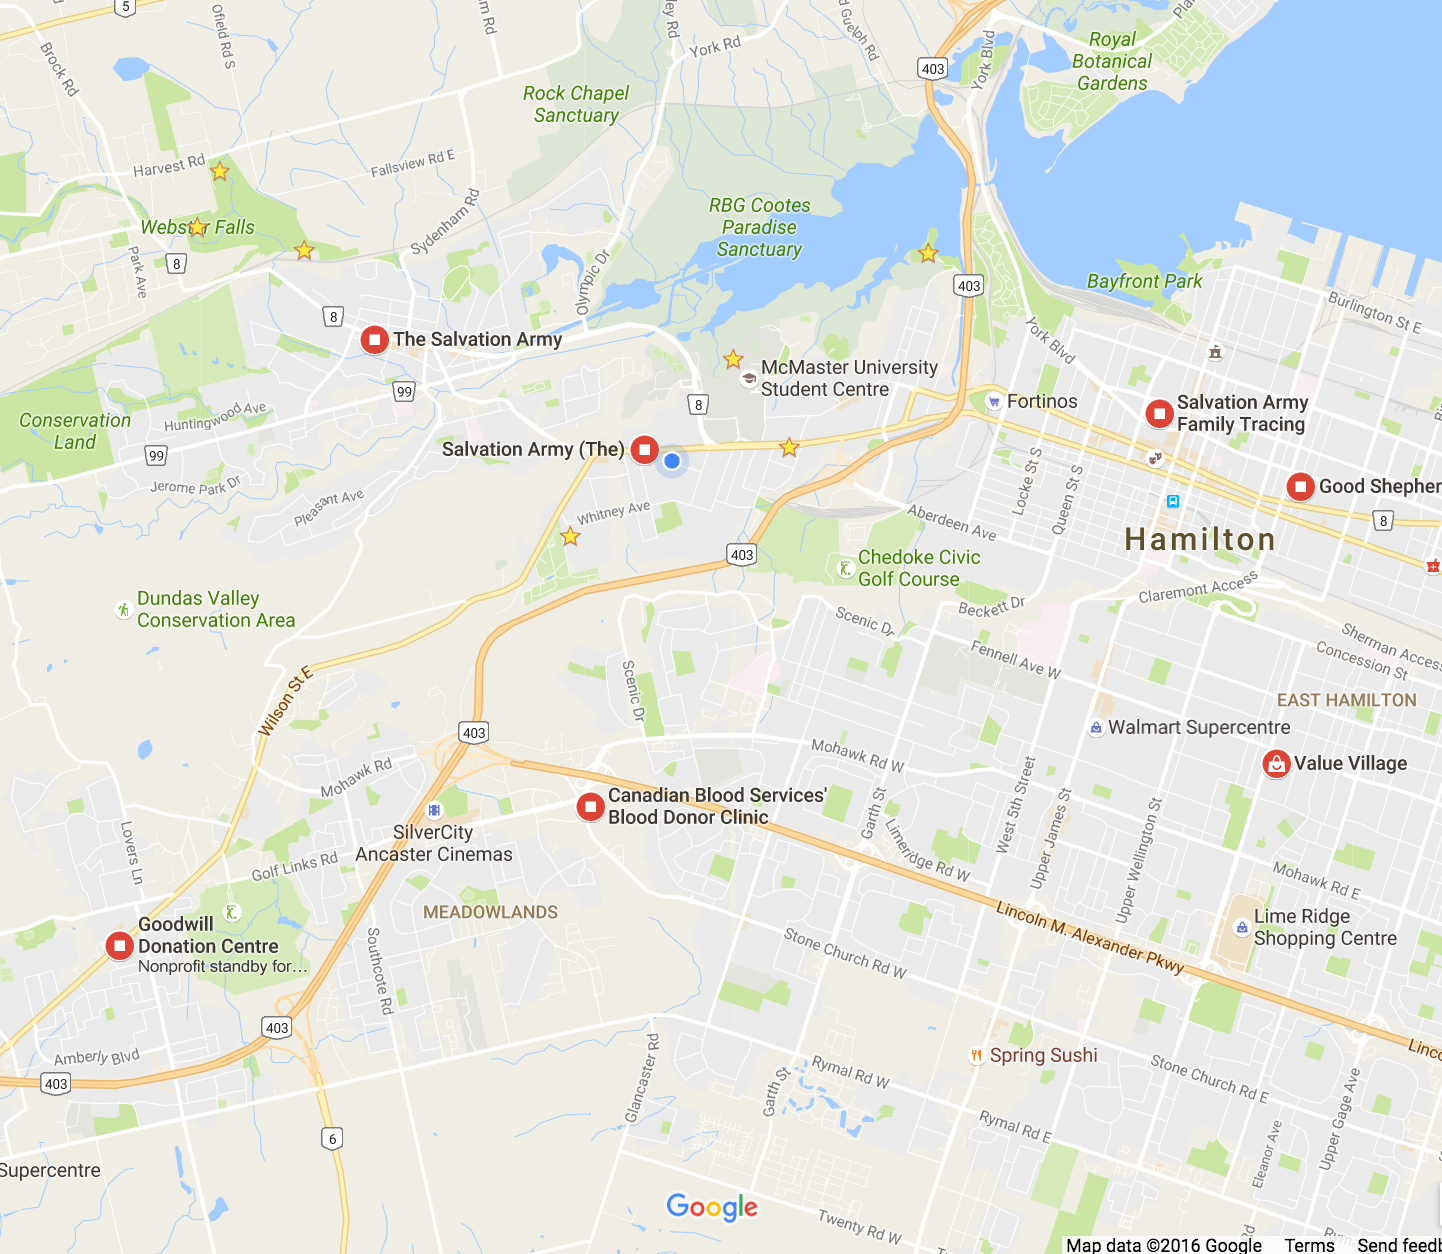 5
Ofield Rd S
Brock Rd
York Rd
Guelph Rd
403
York Blvd
Royal
Botanical
Gardens
Rock Chapel
Sanctuary
Harvest Rd
Fallsview Rd E
Webster Falls
Sydenham Rd
Park Ave
8
RBG Cootes
Paradise
Sanctuary
Olympic Dr
403
Bayfront Park
Burlington St E
8
The Salvation Army
York Blvd
McMaster University
Student Centre
99
8
Fortinos
Salvation Army
Family Tracing
Conservation
Land
Huntingwood Ave
99
Salvation Army (The)
Jerome Park Dr
Pleasant Ave
Whitney Ave
Locke St S
Queen St S
Good Shepher
8
Aberdeen Ave
Hamilton
403
Chedoke Civic
Golf Course
Dundas Valley
Conservation Area
Claremont Access
Beckett Dr
Scenic Dr
Fennell Ave W
Sherman Access
Concession St
Wilson St E
Scenic Dr
EAST HAMILTON
403
Walmart Supercentre
Mohawk Rd W
Value Village
Mohawk Rd
Canadian Blood Services'
Blood Donor Clinic
Garth St
West 5th Street
Upper James St
Upper Wellington St
SilverCity
Ancaster Cinemas
Lovers Ln
Golf Links Rd
Limeridge Rd W
Mohawk Rd E
MEADOWLANDS
Lincoln M. Alexander Pkwy
Lime Ridge
Shopping Centre
Goodwill
Donation Centre
Nonprofit standby for...
Southcote Rd
Stone Church Rd W
403
Amberly Blvd
403
Glancaster Rd
Garth St
Rymal Rd W
Spring Sushi
Stone Church Rd E
Lincc
Rymal Rd E
Upper Gage Ave
Eleanor Ave
6
Supercentre
Google
Twenty Rd W
Map data ©2016 Google Terms Send feedb